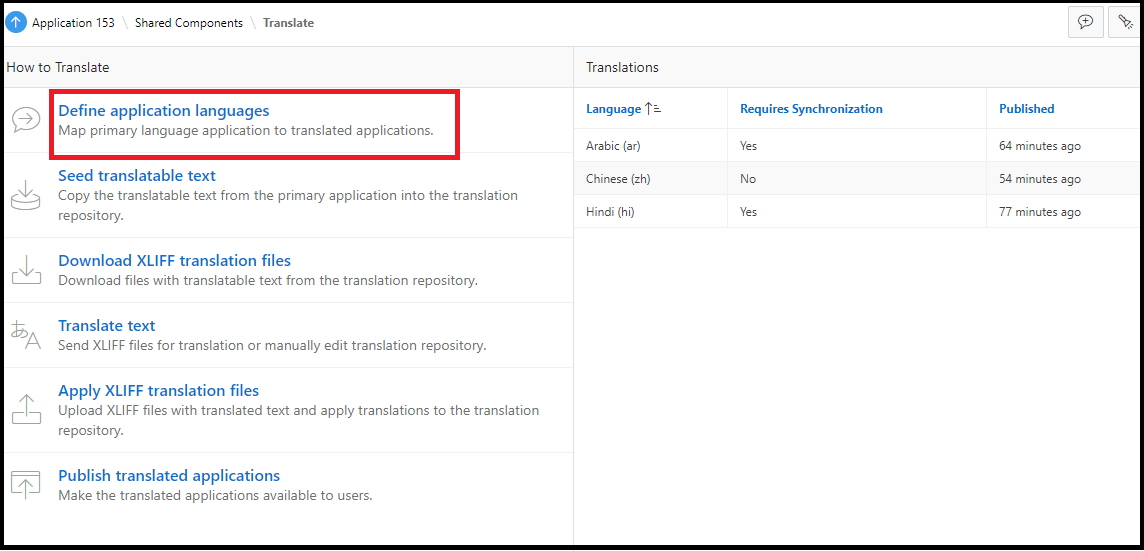 Application 153 \ Shared Components \ Translate
How to Translate
Define application languages
Map primary language application to translated applications.
Seed translatable text
Copy the translatable text from the primary application into the translation
repository.
Download XLIFF translation files
Download files with translatable text from the translation repository.
あA
Translate text
Send XLIFF files for translation or manually edit translation repository.
Apply XLIFF translation files
Upload XLIFF files with translated text and apply translations to the translation
repository.
Publish translated applications
Make the translated applications available to users.
Translations
Language Requires Synchronization Published
Arabic (ar) Yes 64 minutes ago
Chinese (zh) No 54 minutes ago
Hindi (hi) Yes 77 minutes ago